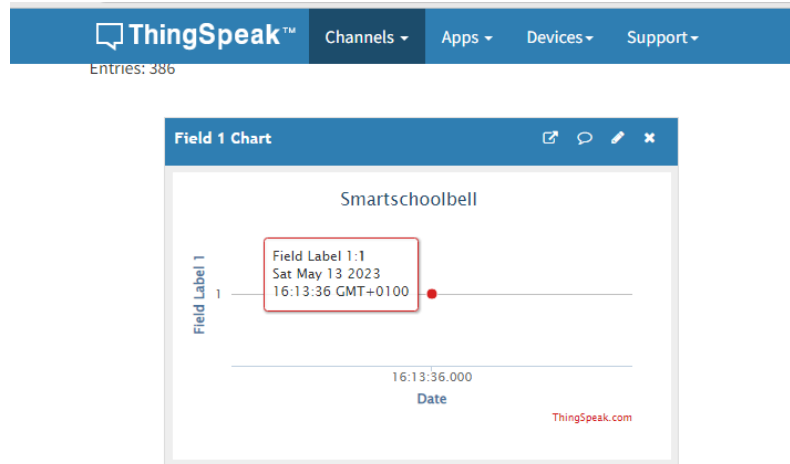 ThingSpeak™ Channels Apps Devices Support
Entries: 386
Field 1 Chart
Smartschoolbell
Field Label 1
Field Label 1:1
Sat May 13 2023
16:13:36 GMT+0100
1
16:13:36.000
Date
ThingSpeak.com